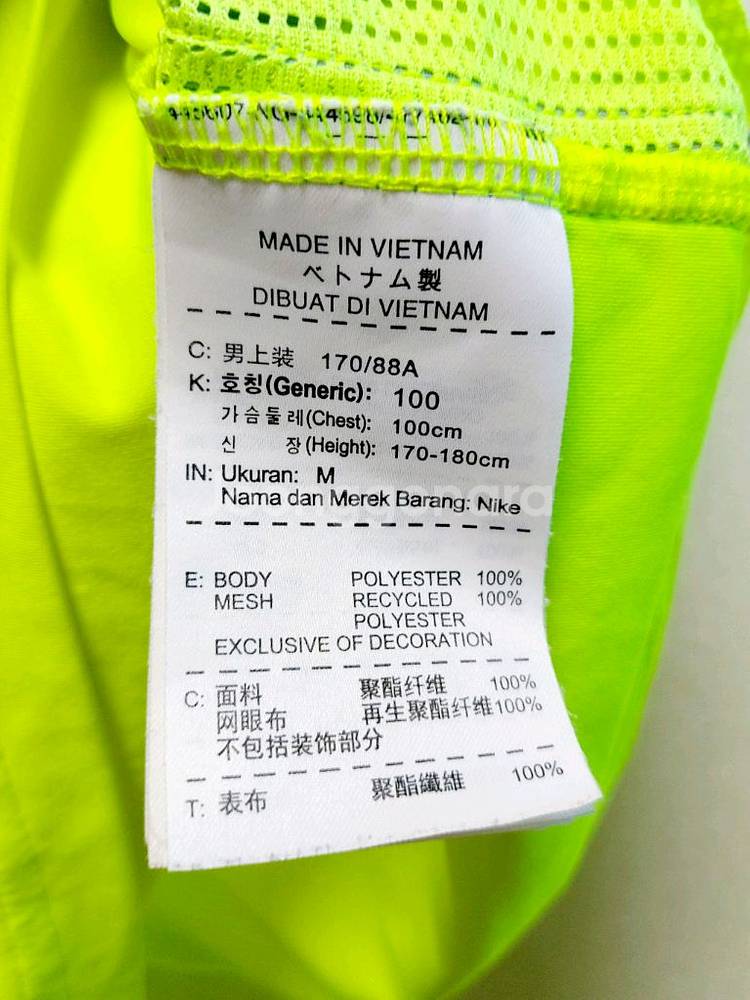 MADE IN VIETNAM
ベトナム製
DIBUAT DI VIETNAM
C: 男上装 170/88A
K: 호칭(Generic): 100
가슴둘레(Chest): 100cm
신 장(Height): 170-180cm
IN: Ukuran: M
Nama dan Merek Barang: Nike
E: BODY POLYESTER 100%
MESH RECYCLED 100%
POLYESTER
EXCLUSIVE OF DECORATION
C: 面料 聚酯纤维 100%
网眼布 再生聚酯纤维100%
不包括装饰部分
T: 表布 聚酯纖維 100%